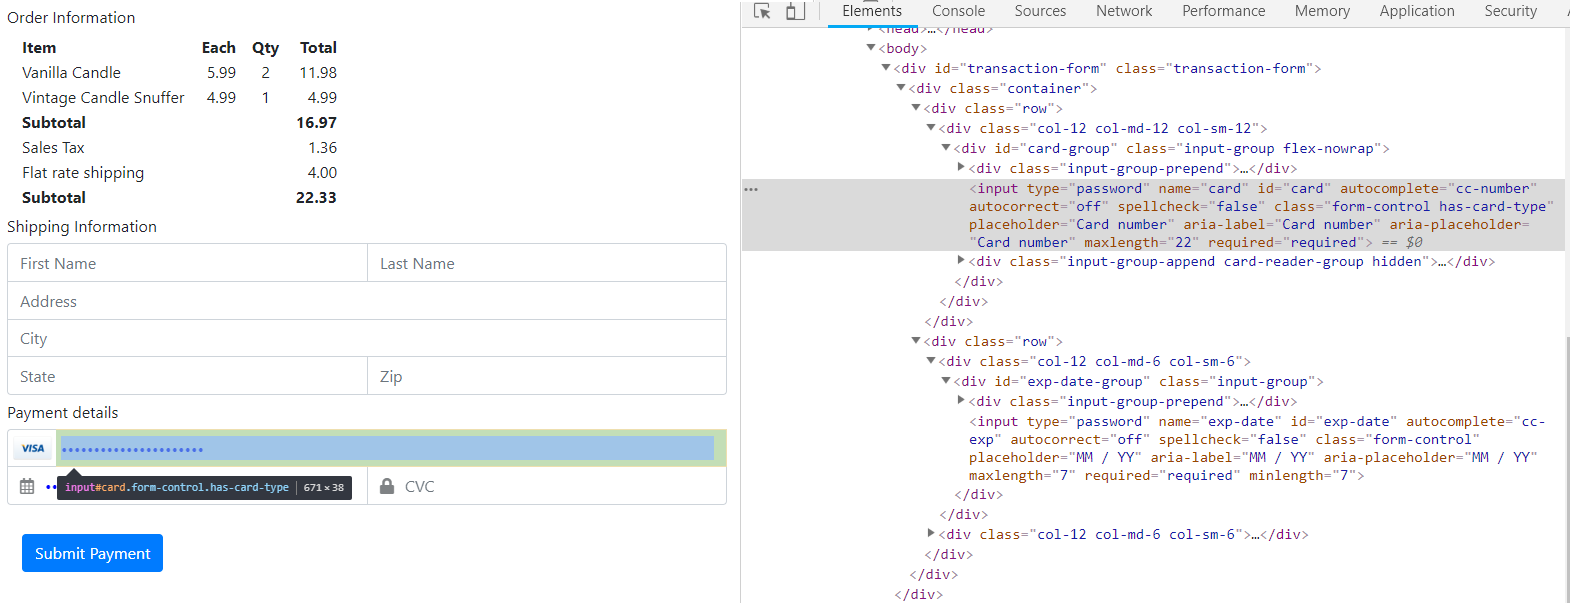 Order Information
Item Each Qty Total
Vanilla Candle 5.99 2 11.98
Vintage Candle Snuffer 4.99 1 4.99
Subtotal 16.97
Sales Tax 1.36
Flat rate shipping 4.00
Subtotal 22.33
Shipping Information
First Name Last Name
Address
City
State Zip
Payment details
VISA ••••••••••••••••••••••
•• input#card.form-control.has-card-type 671 × 38 CVC
Submit Payment
Elements Console Sources Network Performance Memory Application Security
<head>…</head>
<body>
<div id="transaction-form" class="transaction-form">
<div class="container">
<div class="row">
<div class="col-12 col-md-12 col-sm-12">
<div id="card-group" class="input-group flex-nowrap">
<div class="input-group-prepend">…</div>
<input type="password" name="card" id="card" autocomplete="cc-number"
autocorrect="off" spellcheck="false" class="form-control has-card-type"
placeholder="Card number" aria-label="Card number" aria-placeholder=
"Card number" maxlength="22" required="required"> == $0
<div class="input-group-append card-reader-group hidden">…</div>
</div>
</div>
</div>
<div class="row">
<div class="col-12 col-md-6 col-sm-6">
<div id="exp-date-group" class="input-group">
<div class="input-group-prepend">…</div>
<input type="password" name="exp-date" id="exp-date" autocomplete="cc-
exp" autocorrect="off" spellcheck="false" class="form-control"
placeholder="MM / YY" aria-label="MM / YY" aria-placeholder="MM / YY"
maxlength="7" required="required" minlength="7">
</div>
</div>
<div class="col-12 col-md-6 col-sm-6">…</div>
</div>
</div>
</div>